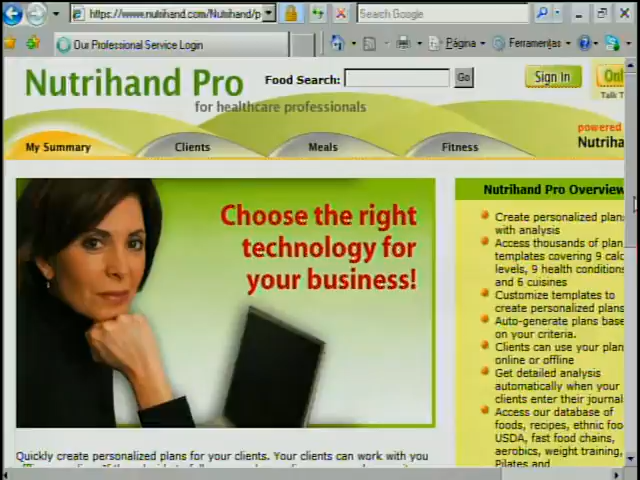 https://www.nutrihand.com/Nutrihand/p
Search Google
Our Professional Service Login
Página
Ferramentas
Nutrihand Pro
for healthcare professionals
Food Search:
Go
Sign In
Onl
Talk T
My Summary
Clients
Meals
Fitness
powered
Nutriha
Choose the right
technology for
your business!
Nutrihand Pro Overview
Create personalized plans
with analysis
Access thousands of plan
templates covering 9 calo
levels, 9 health conditions
and 6 cuisines
Customize templates to
create personalized plans
Auto-generate plans base
on your criteria.
Clients can use your plan
online or offline
Get detailed analysis
automatically when your
clients enter their journal
Access our database of
foods, recipes, ethnic foo
USDA, fast food chains,
aerobics, weight training,
Pilates and
Quickly create personalized plans for your clients. Your clients can work with you